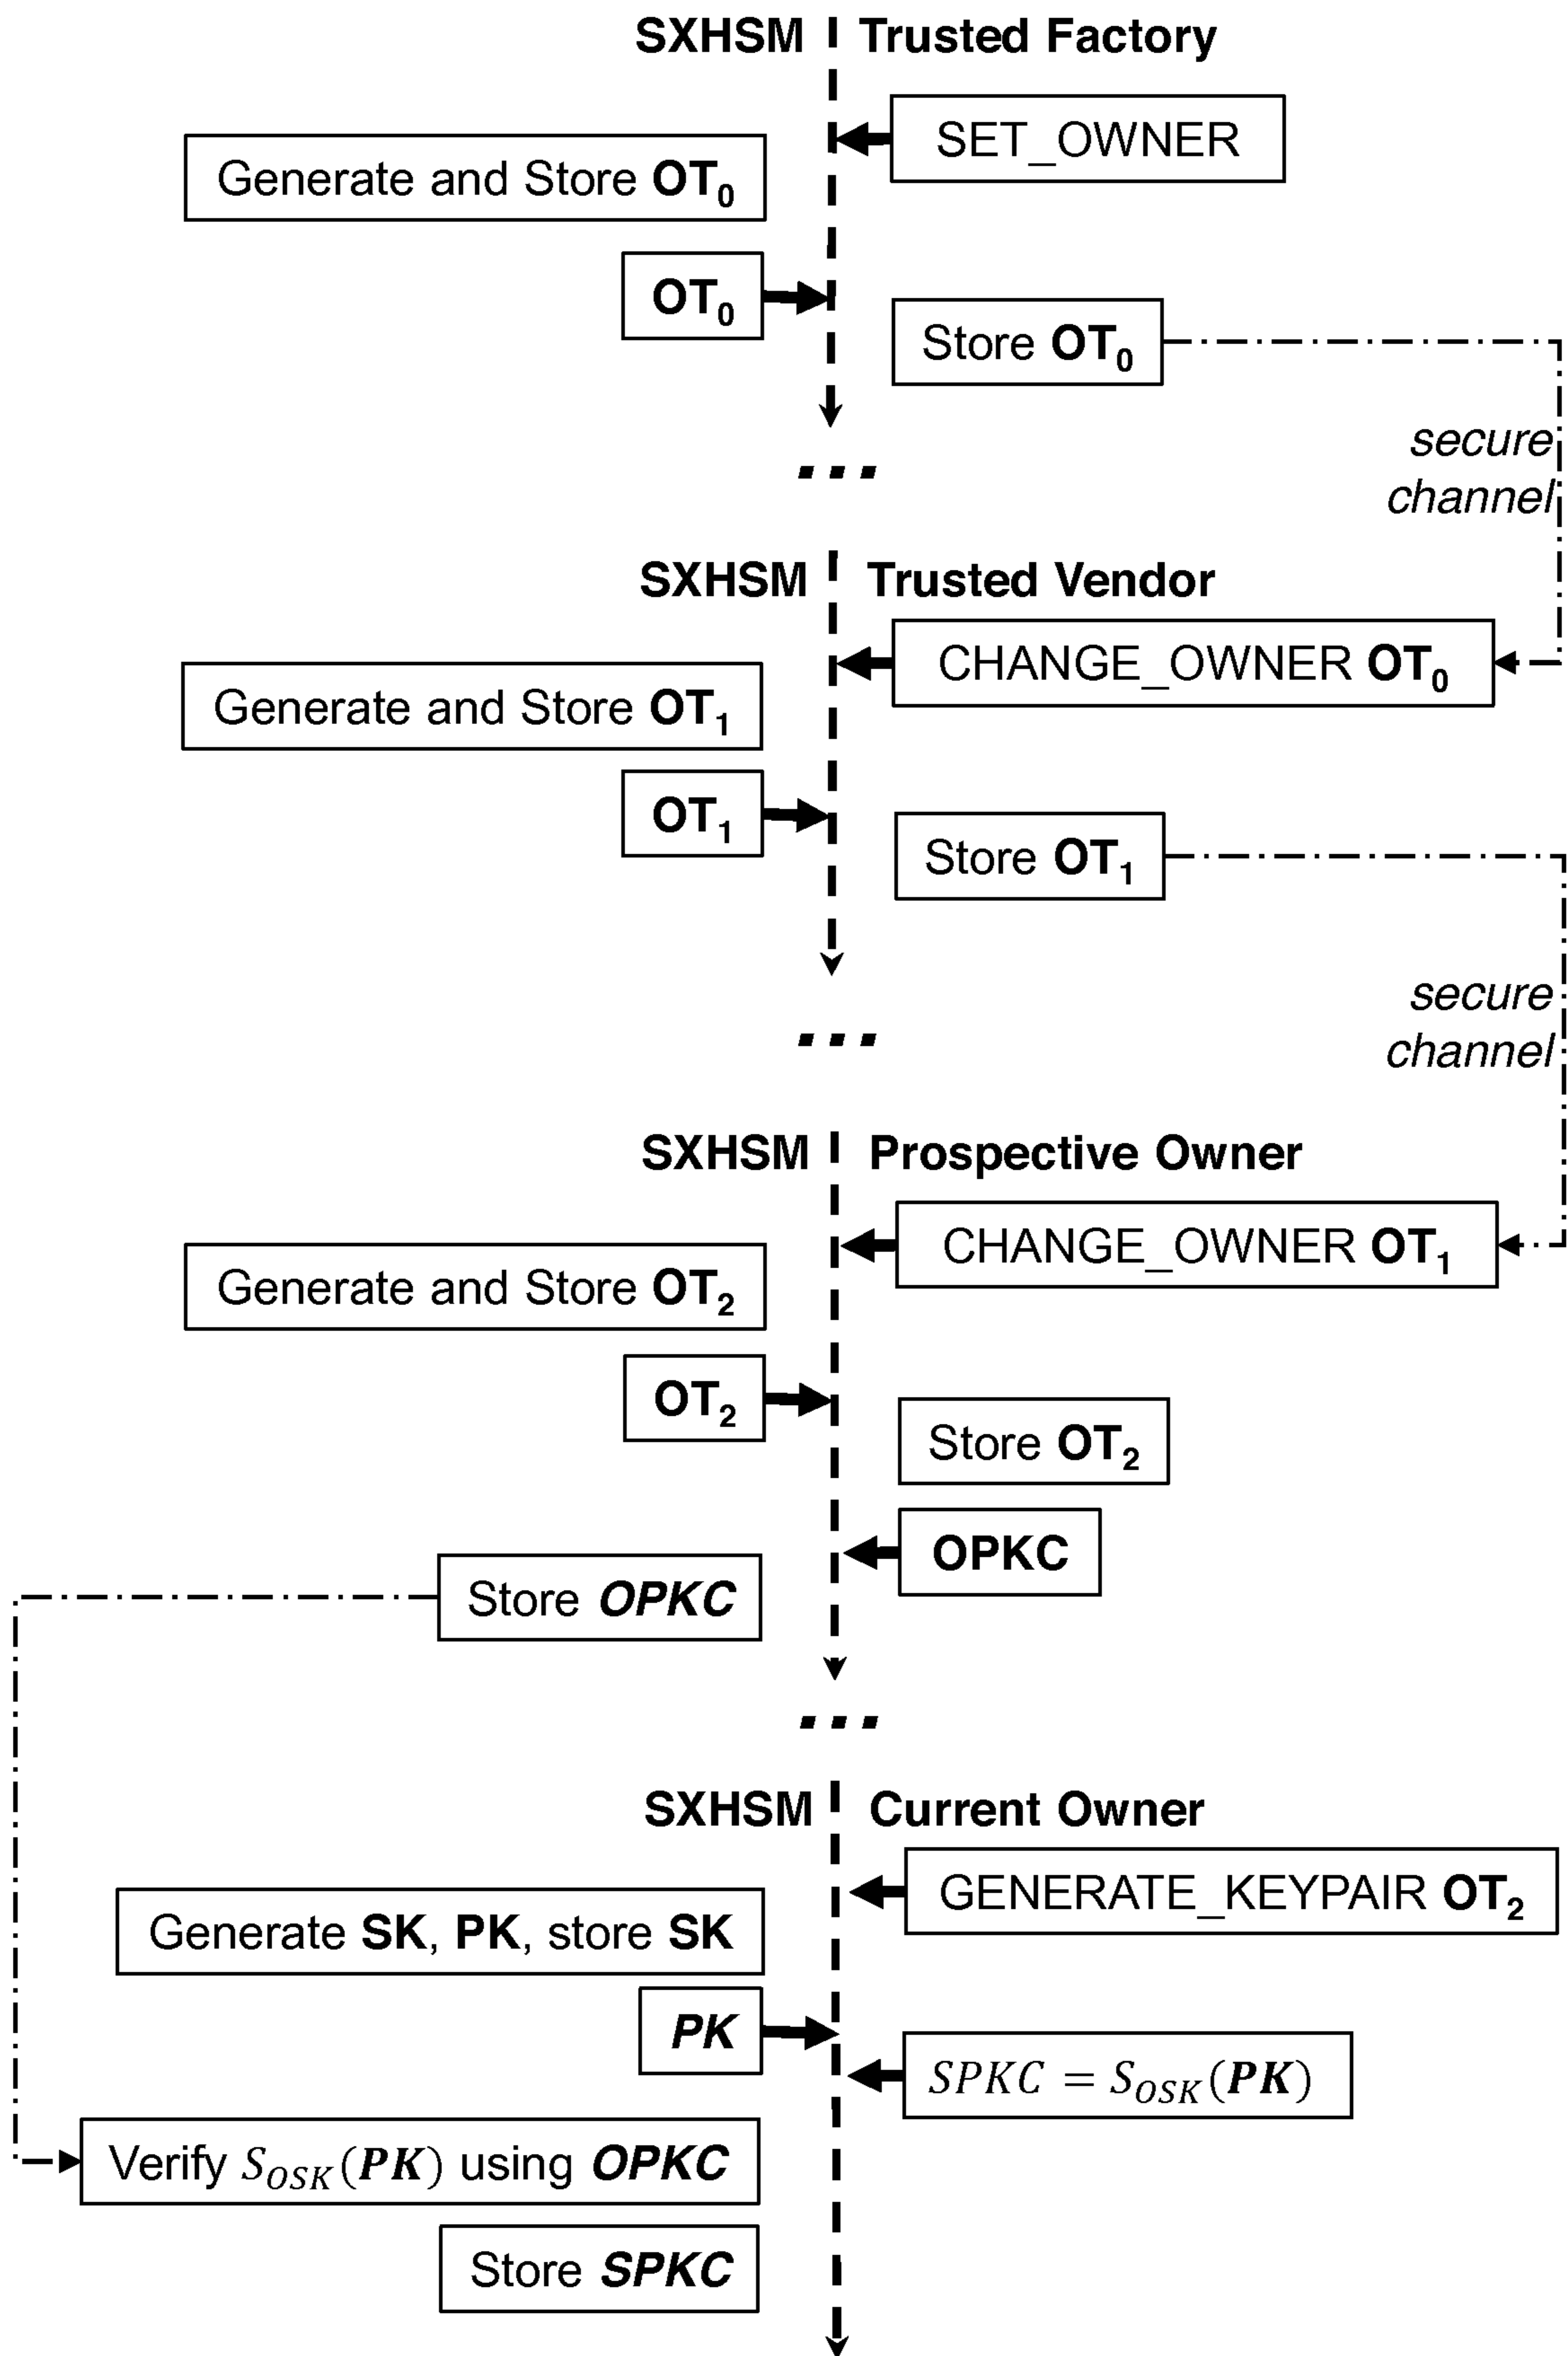 SXHSM Trusted Factory
SET_OWNER
Generate and Store OT₀
OT₀
Store OT₀
secure
channel
...
SXHSM Trusted Vendor
CHANGE_OWNER OT₀
Generate and Store OT₁
OT₁
Store OT₁
secure
channel
...
SXHSM Prospective Owner
CHANGE_OWNER OT₁
Generate and Store OT₂
OT₂
Store OT₂
OPKC
Store OPKC
...
SXHSM Current Owner
GENERATE_KEYPAIR OT₂
Generate SK, PK, store SK
PK
SPKC = S_OSK(PK)
Verify S_OSK(PK) using OPKC
Store SPKC